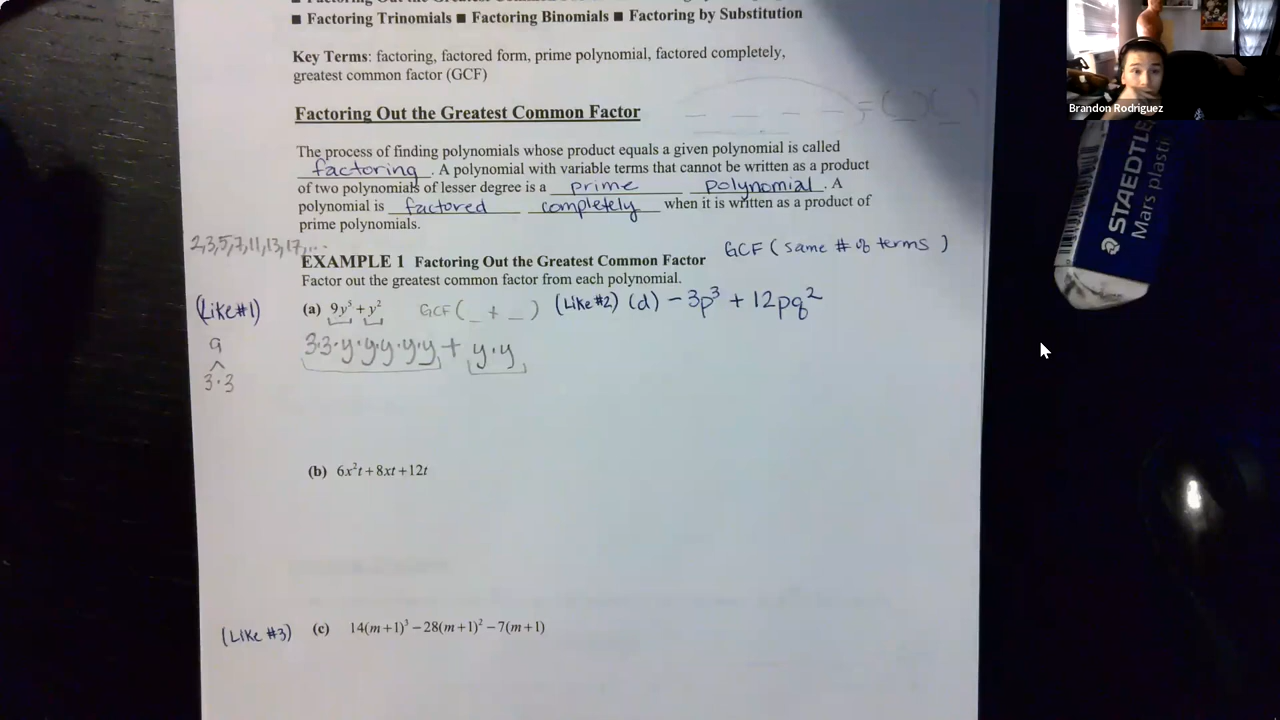 ■ Factoring Trinomials ■ Factoring Binomials ■ Factoring by Substitution
Key Terms: factoring, factored form, prime polynomial, factored completely,
greatest common factor (GCF)
Brandon Rodriguez
Factoring Out the Greatest Common Factor
_ _ _ _ = (_)(_)
The process of finding polynomials whose product equals a given polynomial is called
factoring. A polynomial with variable terms that cannot be written as a product
of two polynomials of lesser degree is a prime polynomial. A
polynomial is factored completely when it is written as a product of
prime polynomials.
STAEDTLER
Mars plasti
2,3,5,7,11,13,17,...
GCF (same # of terms)
EXAMPLE 1 Factoring Out the Greatest Common Factor
Factor out the greatest common factor from each polynomial.
(Like #1) (a) 9y⁵ + y² GCF ( _ + _ ) (Like #2) (d) -3p³ + 12pq²
9
3·3
3·3·y·y·y·y·y + y·y
(b) 6x²t + 8xt + 12t
(Like #3) (c) 14(m+1)³ − 28(m+1)² − 7(m+1)